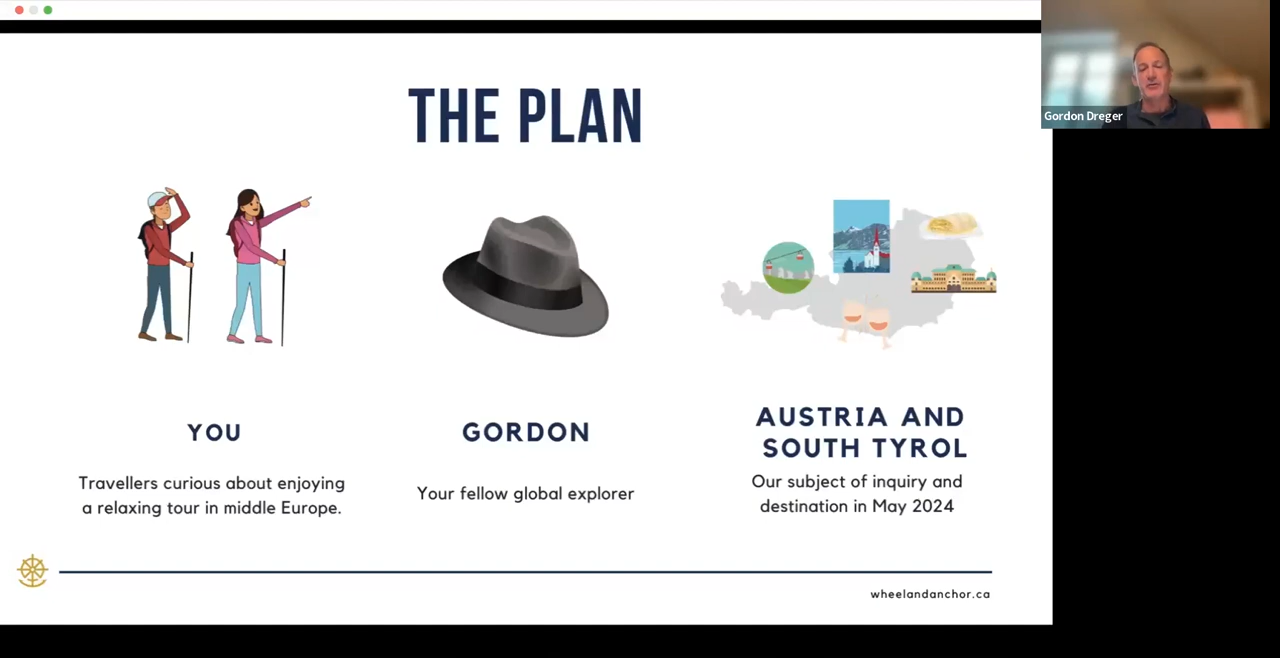 THE PLAN
Gordon Dreger
YOU
Travellers curious about enjoying
a relaxing tour in middle Europe.
GORDON
Your fellow global explorer
AUSTRIA AND
SOUTH TYROL
Our subject of inquiry and
destination in May 2024
wheelandanchor.ca